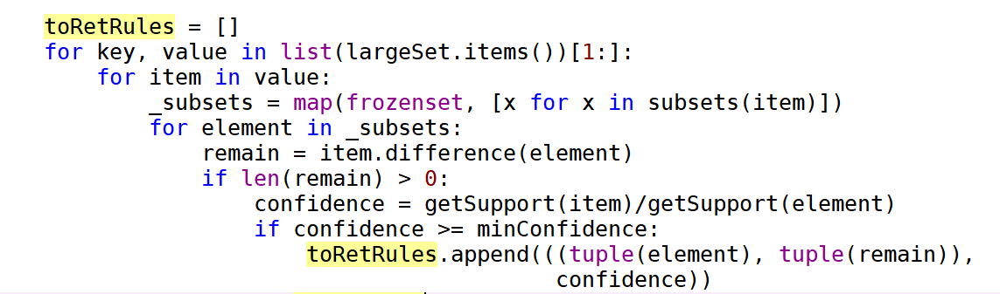 toRetRules = []
for key, value in list(largeSet.items())[1:]:
    for item in value:
        _subsets = map(frozenset, [x for x in subsets(item)])
        for element in _subsets:
            remain = item.difference(element)
            if len(remain) > 0:
                confidence = getSupport(item)/getSupport(element)
                if confidence >= minConfidence:
                    toRetRules.append(((tuple(element), tuple(remain)),
                                       confidence))